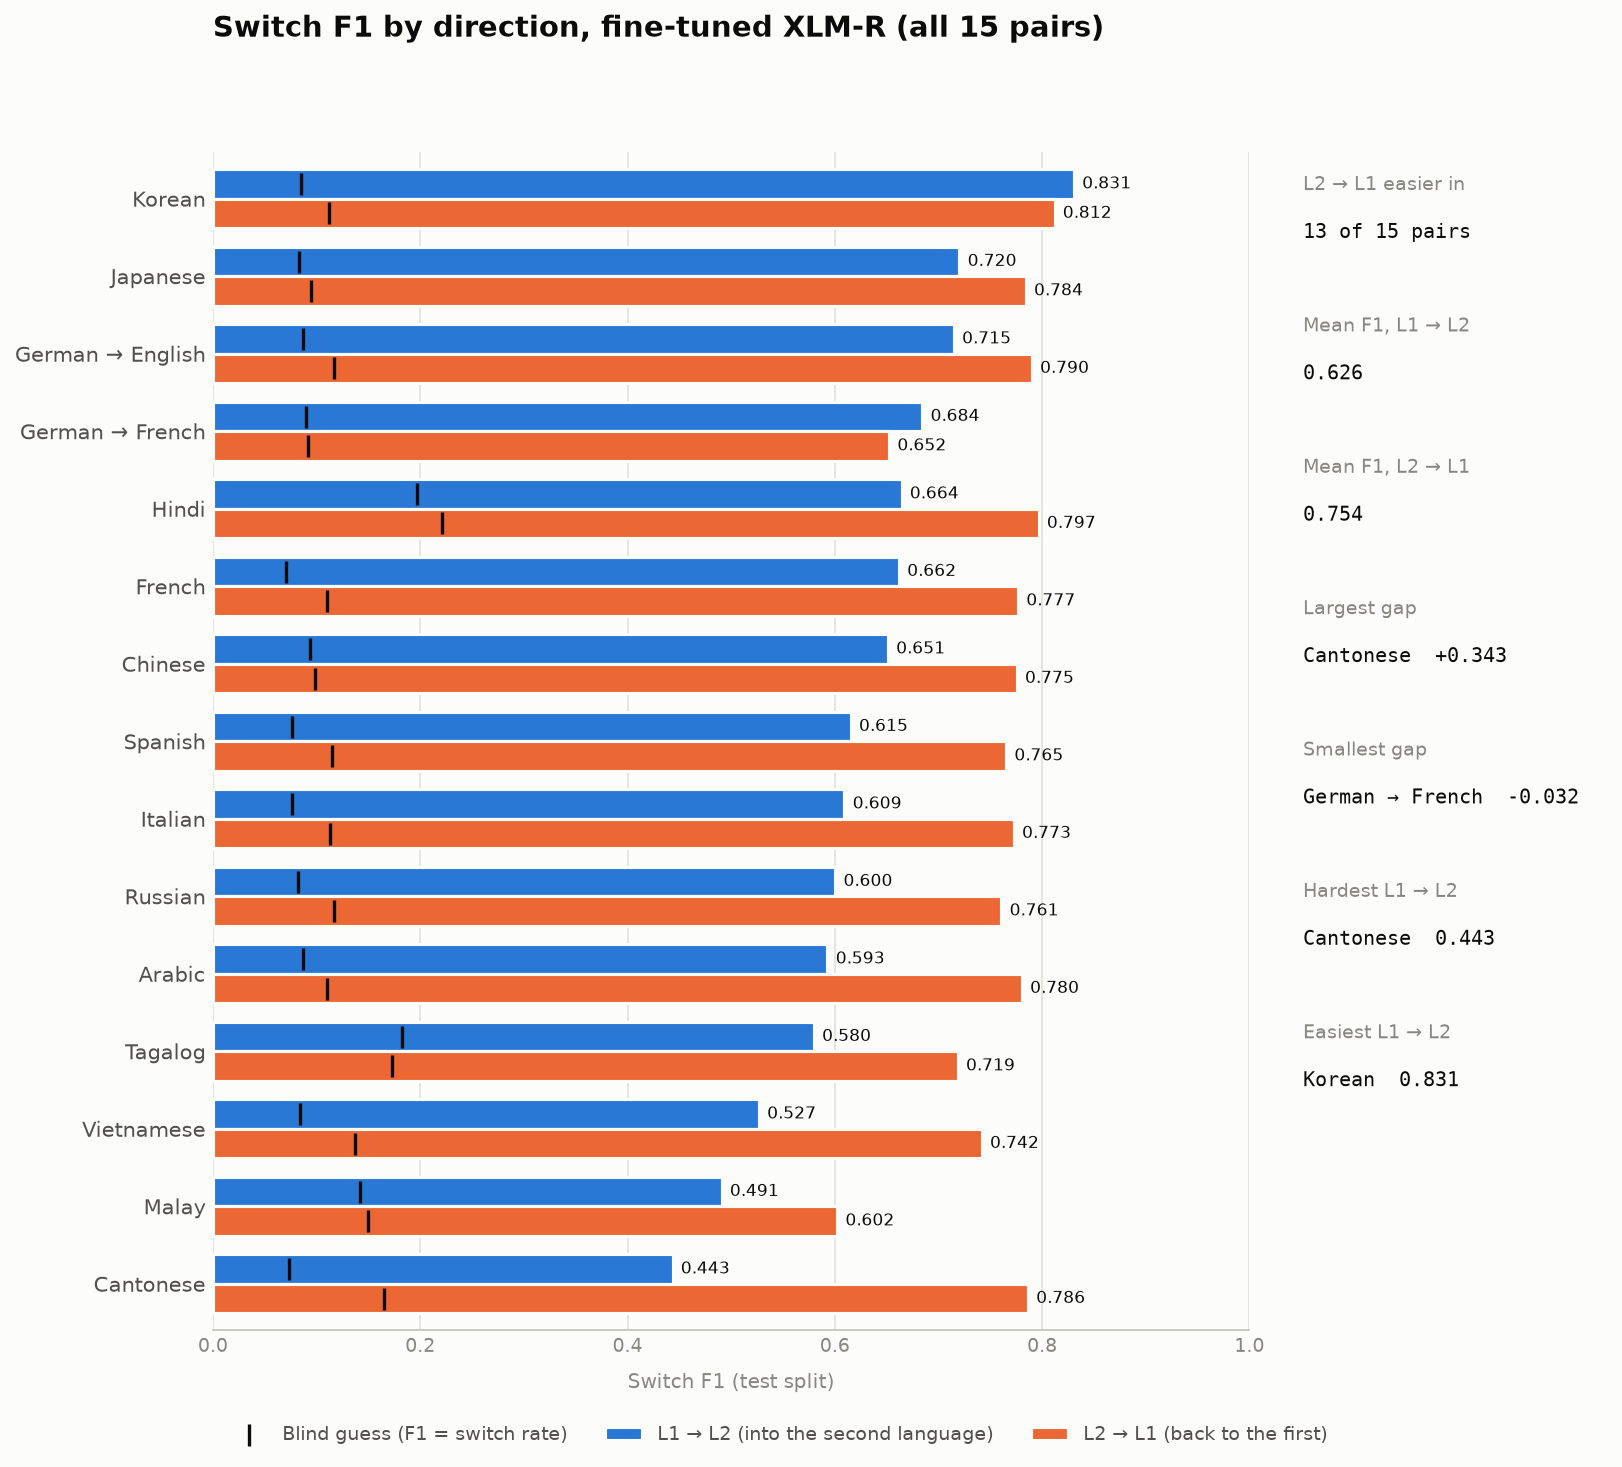 Switch F1 by direction, fine-tuned XLM-R (all 15 pairs)
Korean
0.831
0.812
Japanese
0.720
0.784
German → English
0.715
0.790
German → French
0.684
0.652
Hindi
0.664
0.797
French
0.662
0.777
Chinese
0.651
0.775
Spanish
0.615
0.765
Italian
0.609
0.773
Russian
0.600
0.761
Arabic
0.593
0.780
Tagalog
0.580
0.719
Vietnamese
0.527
0.742
Malay
0.491
0.602
Cantonese
0.443
0.786
0.0 0.2 0.4 0.6 0.8 1.0
Switch F1 (test split)
Blind guess (F1 = switch rate) L1 → L2 (into the second language) L2 → L1 (back to the first)
L2 → L1 easier in
13 of 15 pairs
Mean F1, L1 → L2
0.626
Mean F1, L2 → L1
0.754
Largest gap
Cantonese +0.343
Smallest gap
German → French -0.032
Hardest L1 → L2
Cantonese 0.443
Easiest L1 → L2
Korean 0.831